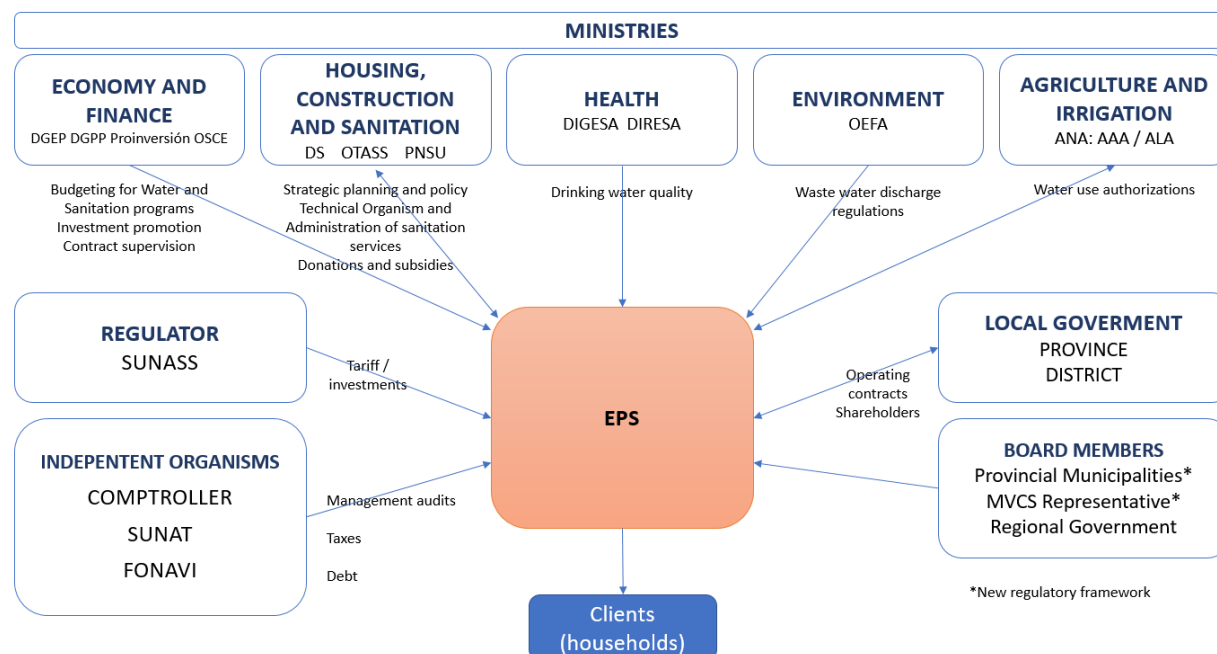 MINISTRIES
ECONOMY AND
FINANCE
DGEP DGPP Proinversión OSCE
HOUSING,
CONSTRUCTION
AND SANITATION
DS OTASS PNSU
HEALTH
DIGESA DIRESA
ENVIRONMENT
OEFA
AGRICULTURE AND
IRRIGATION
ANA: AAA / ALA
Budgeting for Water and
Sanitation programs
Investment promotion
Contract supervision
Strategic planning and policy
Technical Organism and
Administration of sanitation
services
Donations and subsidies
Drinking water quality
Waste water discharge
regulations
Water use authorizations
REGULATOR
SUNASS
Tariff /
investments
EPS
Operating
contracts
Shareholders
LOCAL GOVERMENT
PROVINCE
DISTRICT
INDEPENTENT ORGANISMS
COMPTROLLER
SUNAT
FONAVI
Management audits
Taxes
Debt
BOARD MEMBERS
Provincial Municipalities*
MVCS Representative*
Regional Government
*New regulatory framework
Clients
(households)